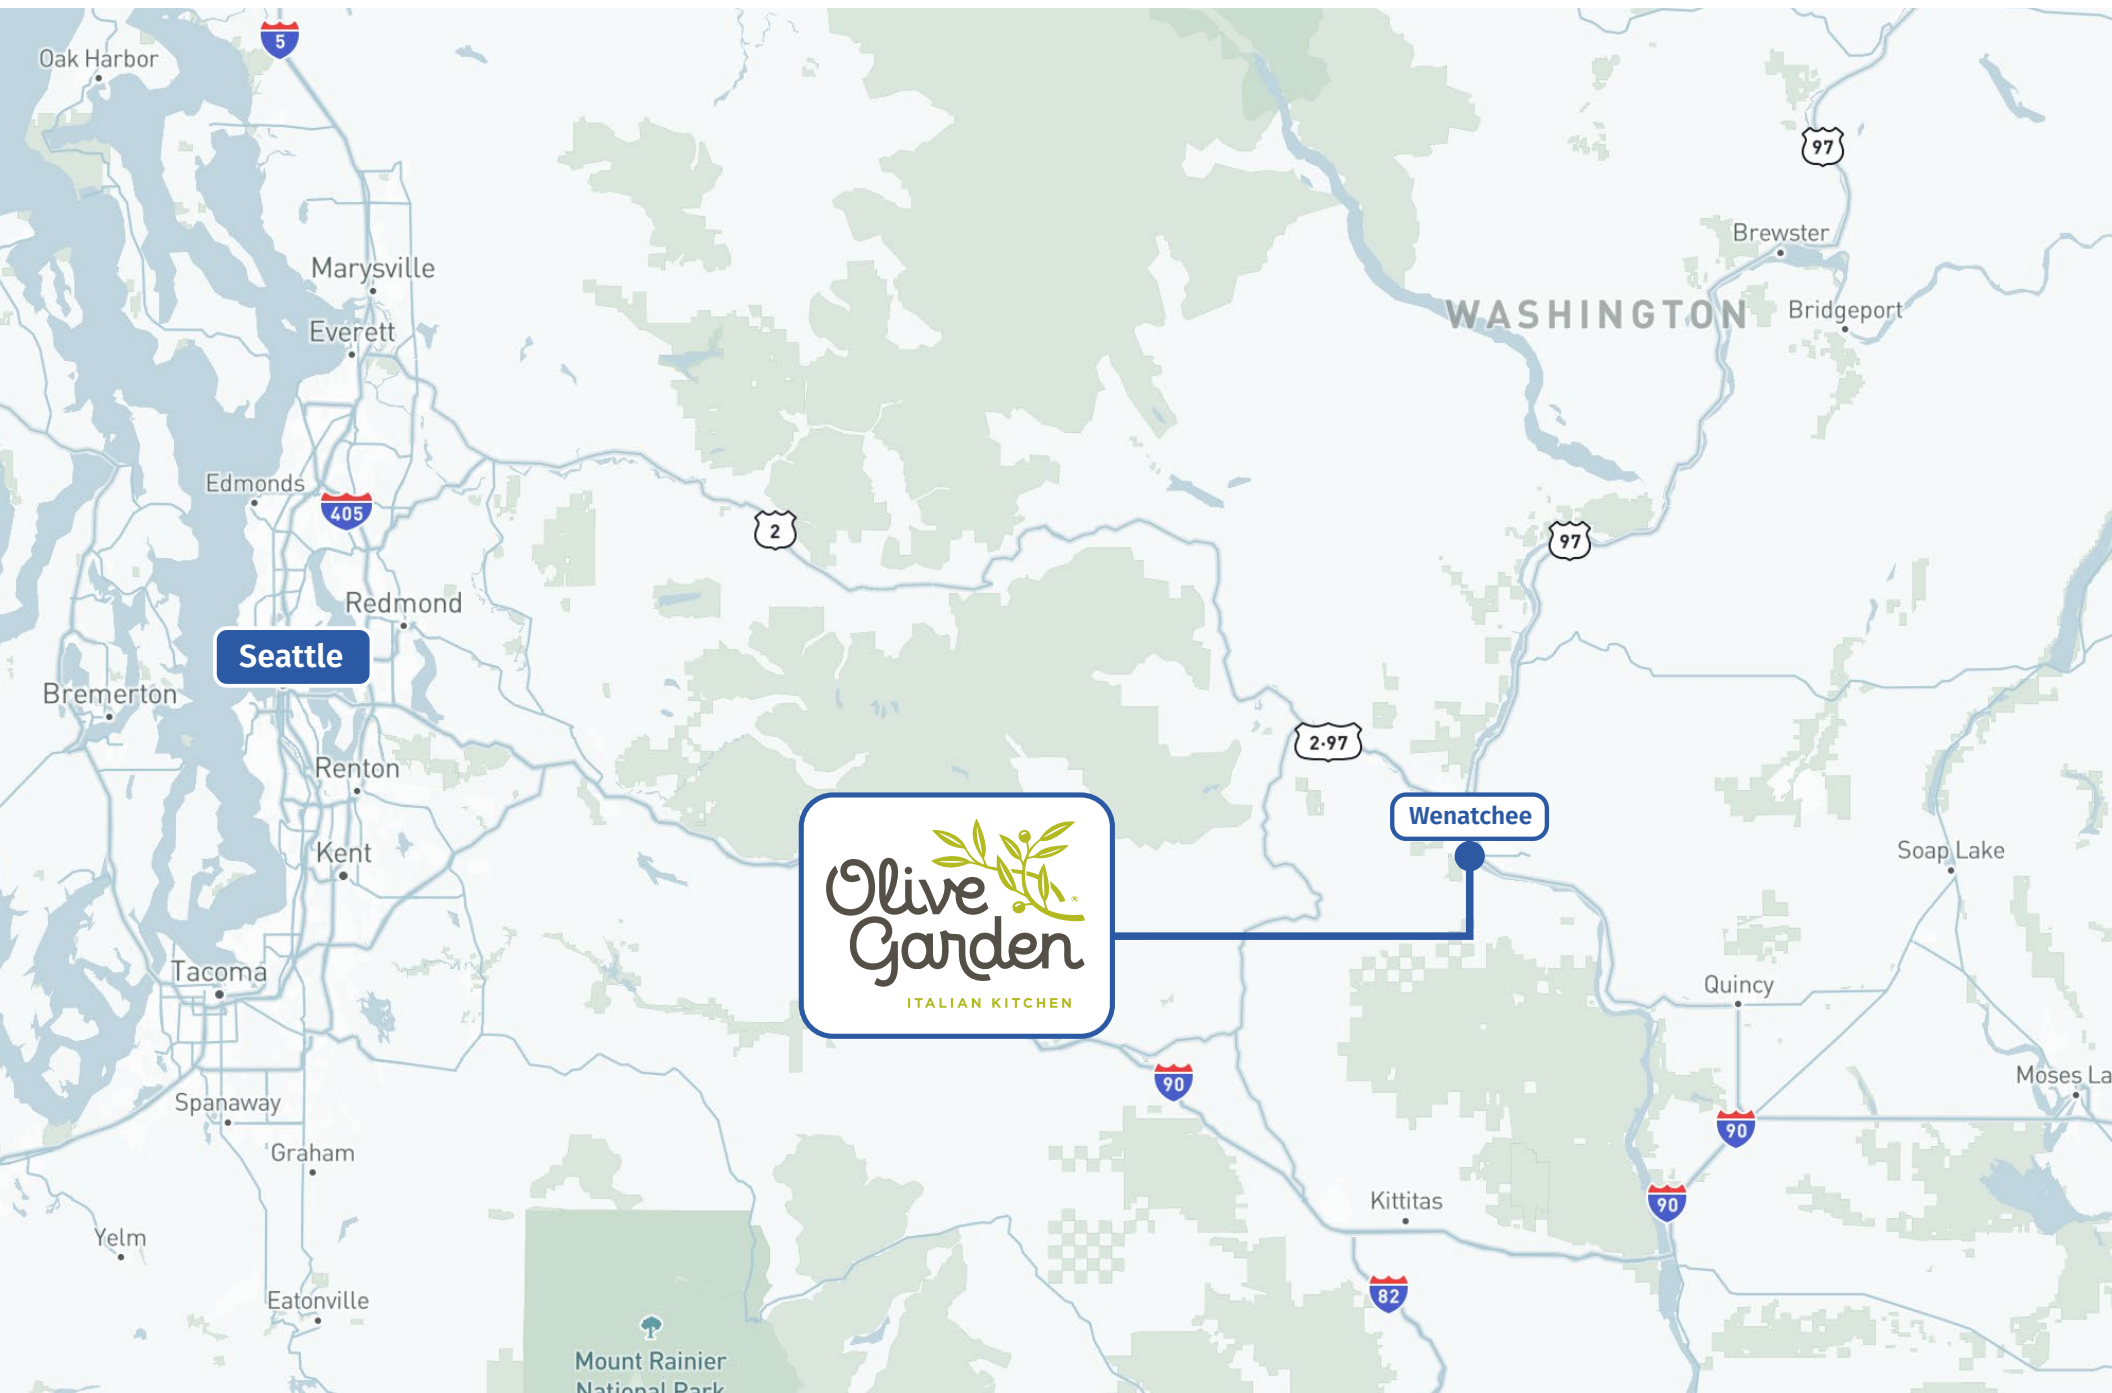 5
Oak Harbor
97
Brewster
Marysville
WASHINGTON
Bridgeport
Everett
Edmonds
405
2
97
Redmond
Seattle
Bremerton
2·97
Renton
Wenatchee
Kent
Soap Lake
Olive
Garden
®
ITALIAN KITCHEN
Tacoma
Quincy
90
Moses La
Spanaway
90
Graham
Kittitas
90
Yelm
82
Eatonville
Mount Rainier
National Park